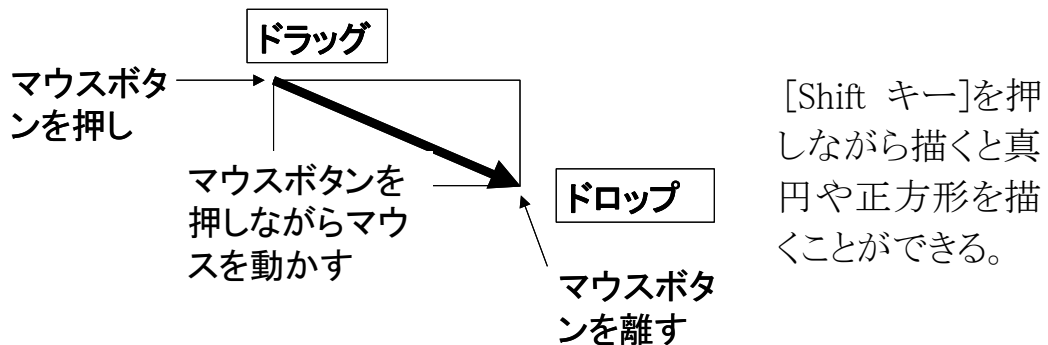 ドラッグ
マウスボタ
ンを押し
マウスボタンを
押しながらマウ
スを動かす
ドロップ
マウスボタ
ンを離す
[Shift キー]を押
しながら描くと真
円や正方形を描
くことができる。